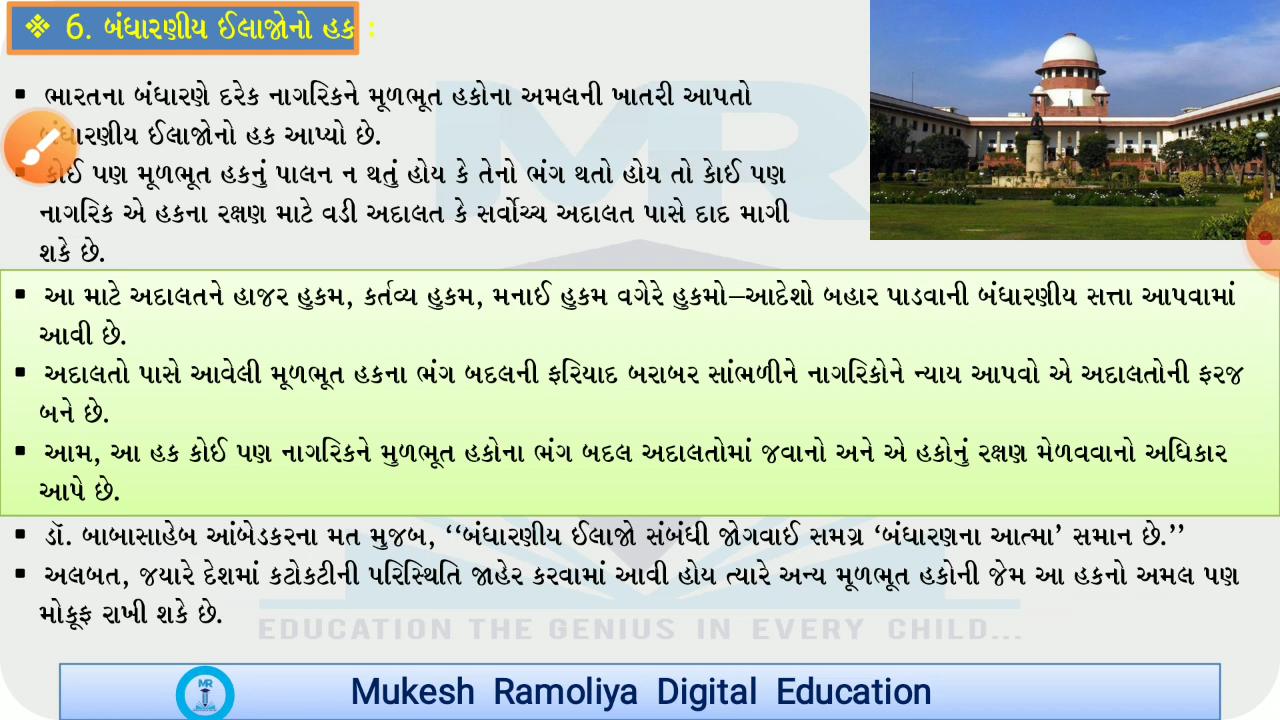 ❖ 6. બંધારણીય ઈલાજોનો હક :
▪ ભારતના બંધારણે દરેક નાગરિકને મૂળભૂત હકોના અમલની ખાતરી આપતો
બંધારણીય ઈલાજોનો હક આપ્યો છે.
▪ કોઈ પણ મૂળભૂત હકનું પાલન ન થતું હોય કે તેનો ભંગ થતો હોય તો કોઈ પણ
નાગરિક એ હકના રક્ષણ માટે વડી અદાલત કે સર્વોચ્ચ અદાલત પાસે દાદ માગી
શકે છે.
▪ આ માટે અદાલતને હાજર હુકમ, કર્તવ્ય હુકમ, મનાઈ હુકમ વગેરે હુકમો–આદેશો બહાર પાડવાની બંધારણીય સત્તા આપવામાં
આવી છે.
▪ અદાલતો પાસે આવેલી મૂળભૂત હકના ભંગ બદલની ફરિયાદ બરાબર સાંભળીને નાગરિકોને ન્યાય આપવો એ અદાલતોની ફરજ
બને છે.
▪ આમ, આ હક કોઈ પણ નાગરિકને મુળભૂત હકોના ભંગ બદલ અદાલતોમાં જવાનો અને એ હકોનું રક્ષણ મેળવવાનો અધિકાર
આપે છે.
▪ ડૉ. બાબાસાહેબ આંબેડકરના મત મુજબ, ‘‘બંધારણીય ઈલાજો સંબંધી જોગવાઈ સમગ્ર ‘બંધારણના આત્મા’ સમાન છે.’’
▪ અલબત, જયારે દેશમાં કટોકટીની પરિસ્થિતિ જાહેર કરવામાં આવી હોય ત્યારે અન્ય મૂળભૂત હકોની જેમ આ હકનો અમલ પણ
મોકૂફ રાખી શકે છે.
EDUCATION THE GENIUS IN EVERY CHILD...
MR
Mukesh Ramoliya Digital Education